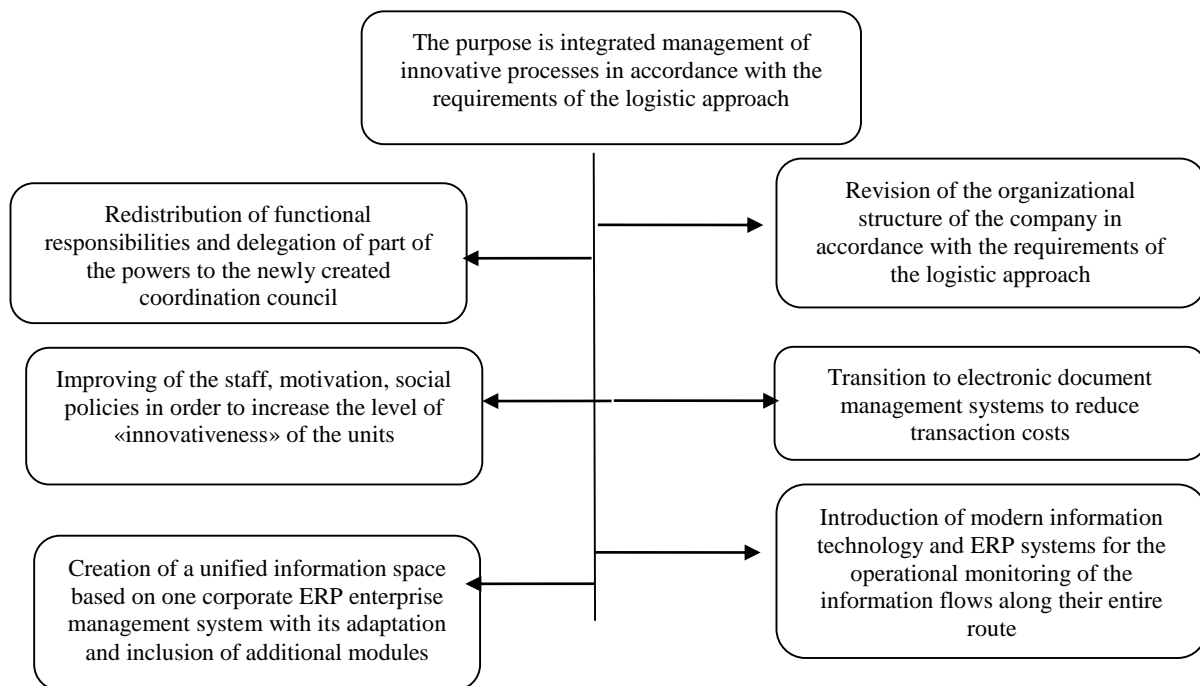 The purpose is integrated management of
innovative processes in accordance with the
requirements of the logistic approach
Redistribution of functional
responsibilities and delegation of part of
the powers to the newly created
coordination council
Revision of the organizational
structure of the company in
accordance with the requirements of
the logistic approach
Improving of the staff, motivation, social
policies in order to increase the level of
«innovativeness» of the units
Transition to electronic document
management systems to reduce
transaction costs
Creation of a unified information space
based on one corporate ERP enterprise
management system with its adaptation
and inclusion of additional modules
Introduction of modern information
technology and ERP systems for the
operational monitoring of the
information flows along their entire
route